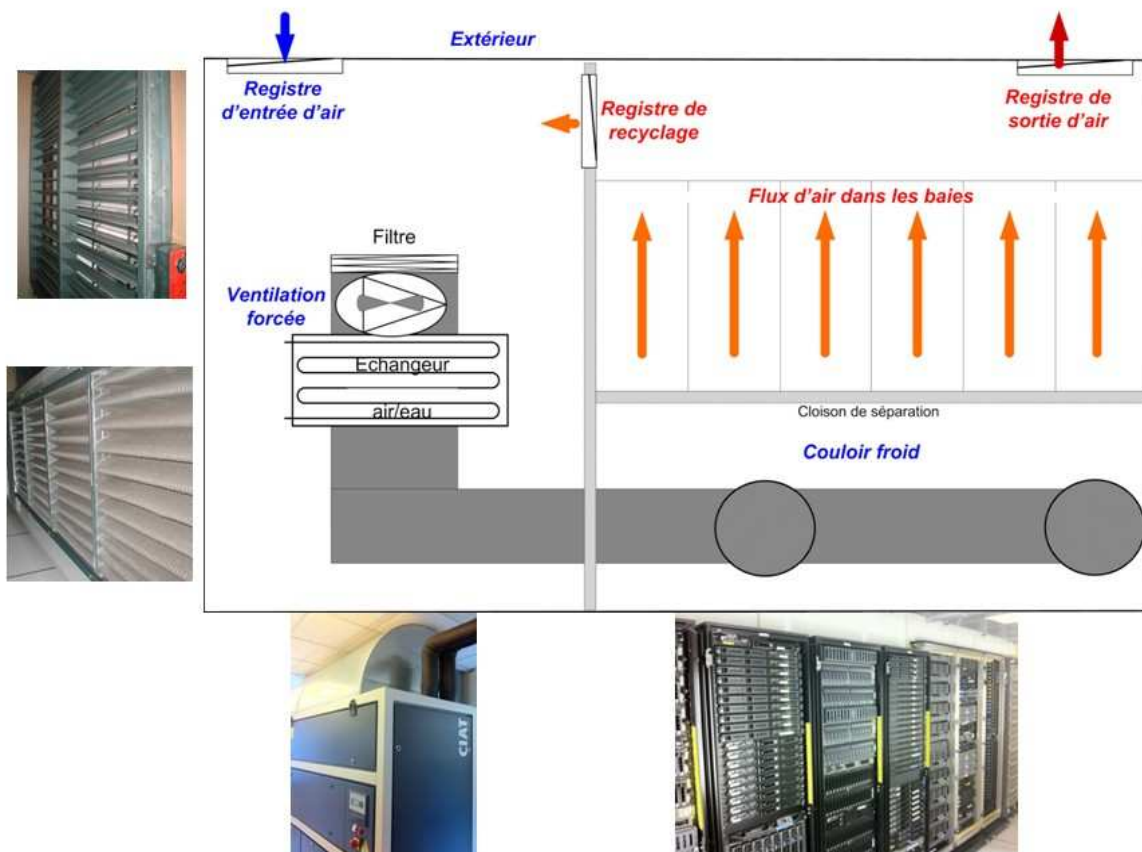 Extérieur
Registre
d'entrée d'air
Registre de
recyclage
Registre de
sortie d'air
Flux d'air dans les baies
Filtre
Ventilation
forcée
Echangeur
air/eau
Cloison de séparation
Couloir froid
CIAT